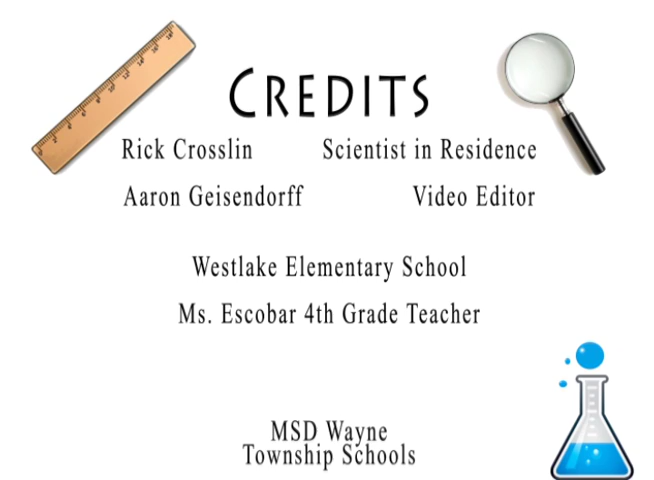 CREDITS
Rick Crosslin Scientist in Residence
Aaron Geisendorff Video Editor
Westlake Elementary School
Ms. Escobar 4th Grade Teacher
MSD Wayne
Township Schools